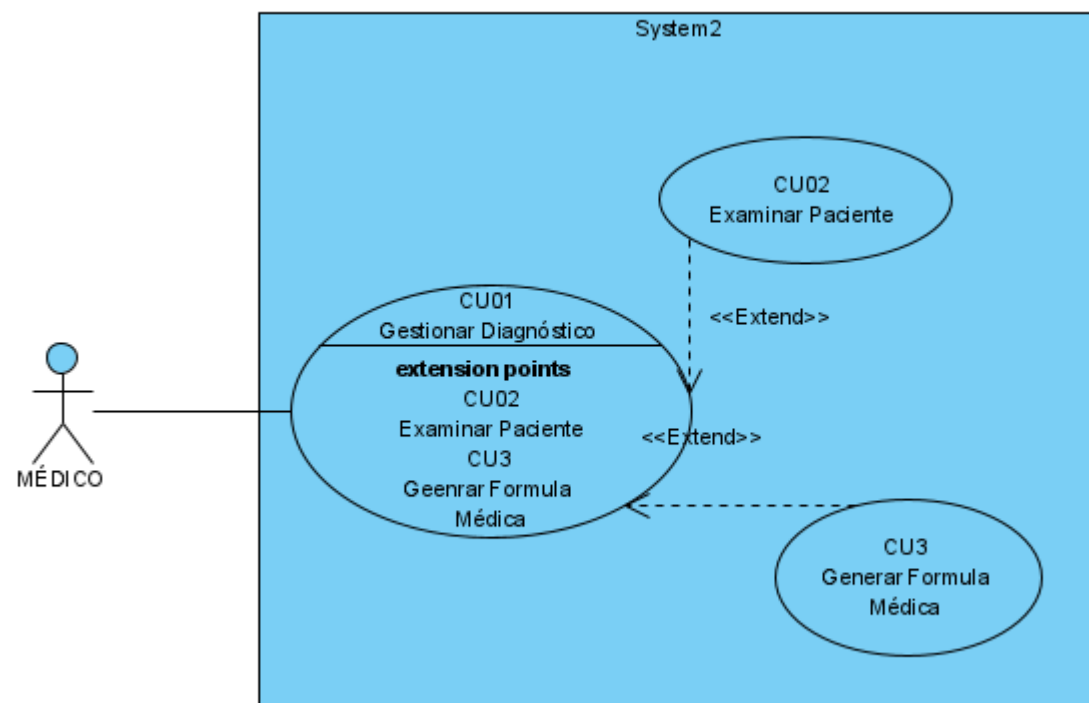 System2
CU02
Examinar Paciente
<<Extend>>
CU01
Gestionar Diagnóstico
extension points
CU02
Examinar Paciente
CU3
Geenrar Formula
Médica
<<Extend>>
MÉDICO
CU3
Generar Formula
Médica